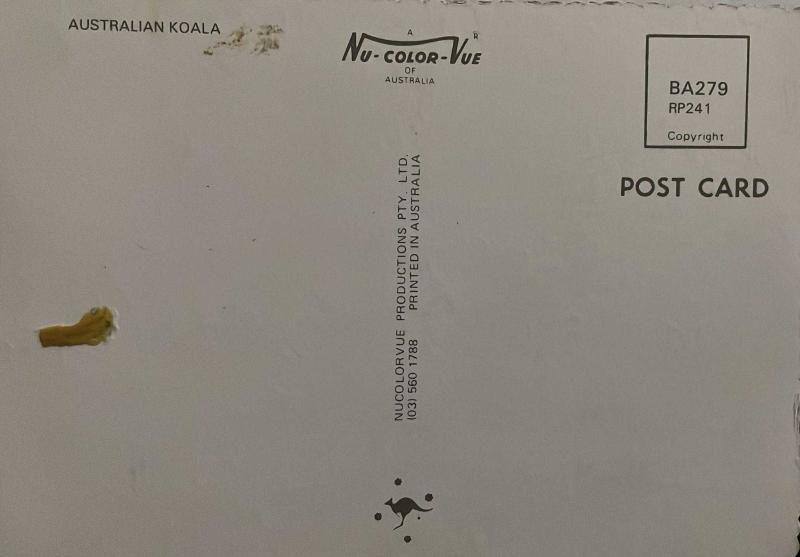 AUSTRALIAN KOALA
A R
NU-COLOR-VUE
OF
AUSTRALIA
BA279
RP241
Copyright
POST CARD
NUCOLORVUE PRODUCTIONS PTY. LTD.
(03) 560 1788 PRINTED IN AUSTRALIA